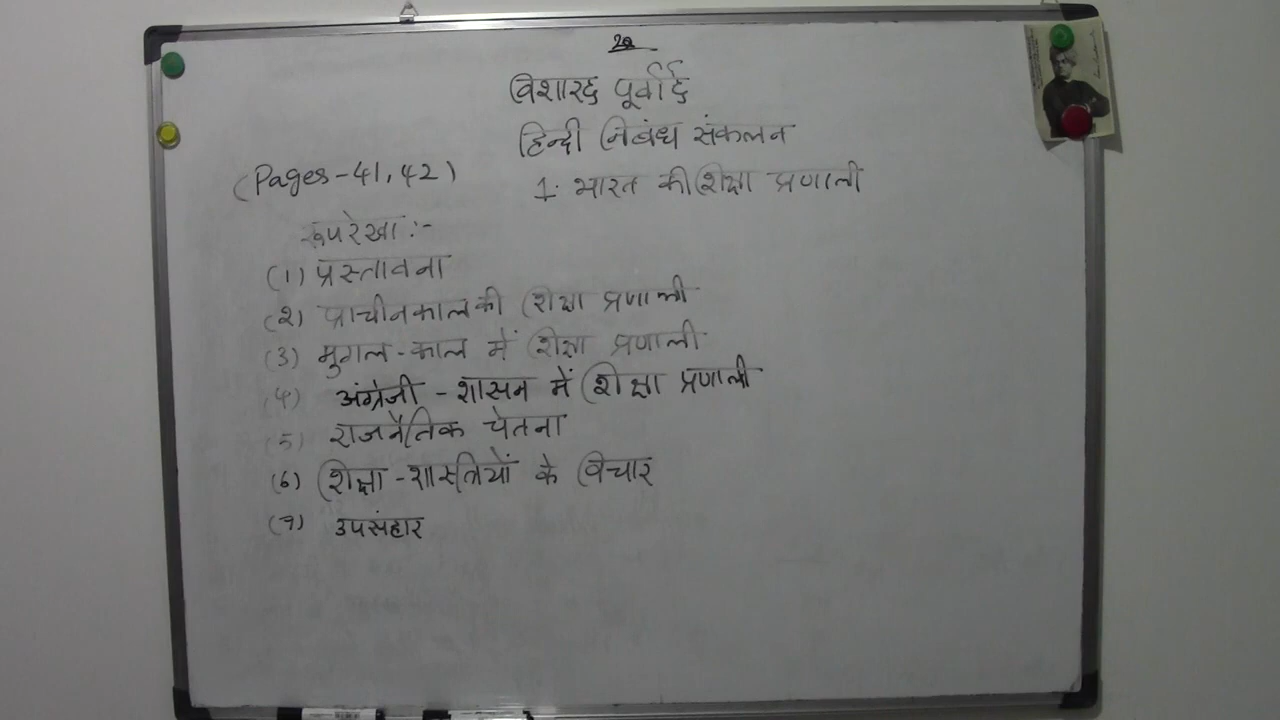 विशारद पूर्वार्द्ध
हिन्दी निबंध संकलन
(Pages-41,42)
1. भारत की शिक्षा प्रणाली
रूपरेखा :-
(1) प्रस्तावना
(2) प्राचीनकाल की शिक्षा प्रणाली
(3) मुगल-काल में शिक्षा प्रणाली
(4) अंग्रेजी - शासन में शिक्षा प्रणाली
(5) राजनैतिक चेतना
(6) शिक्षा-शास्त्रियों के विचार
(7) उपसंहार